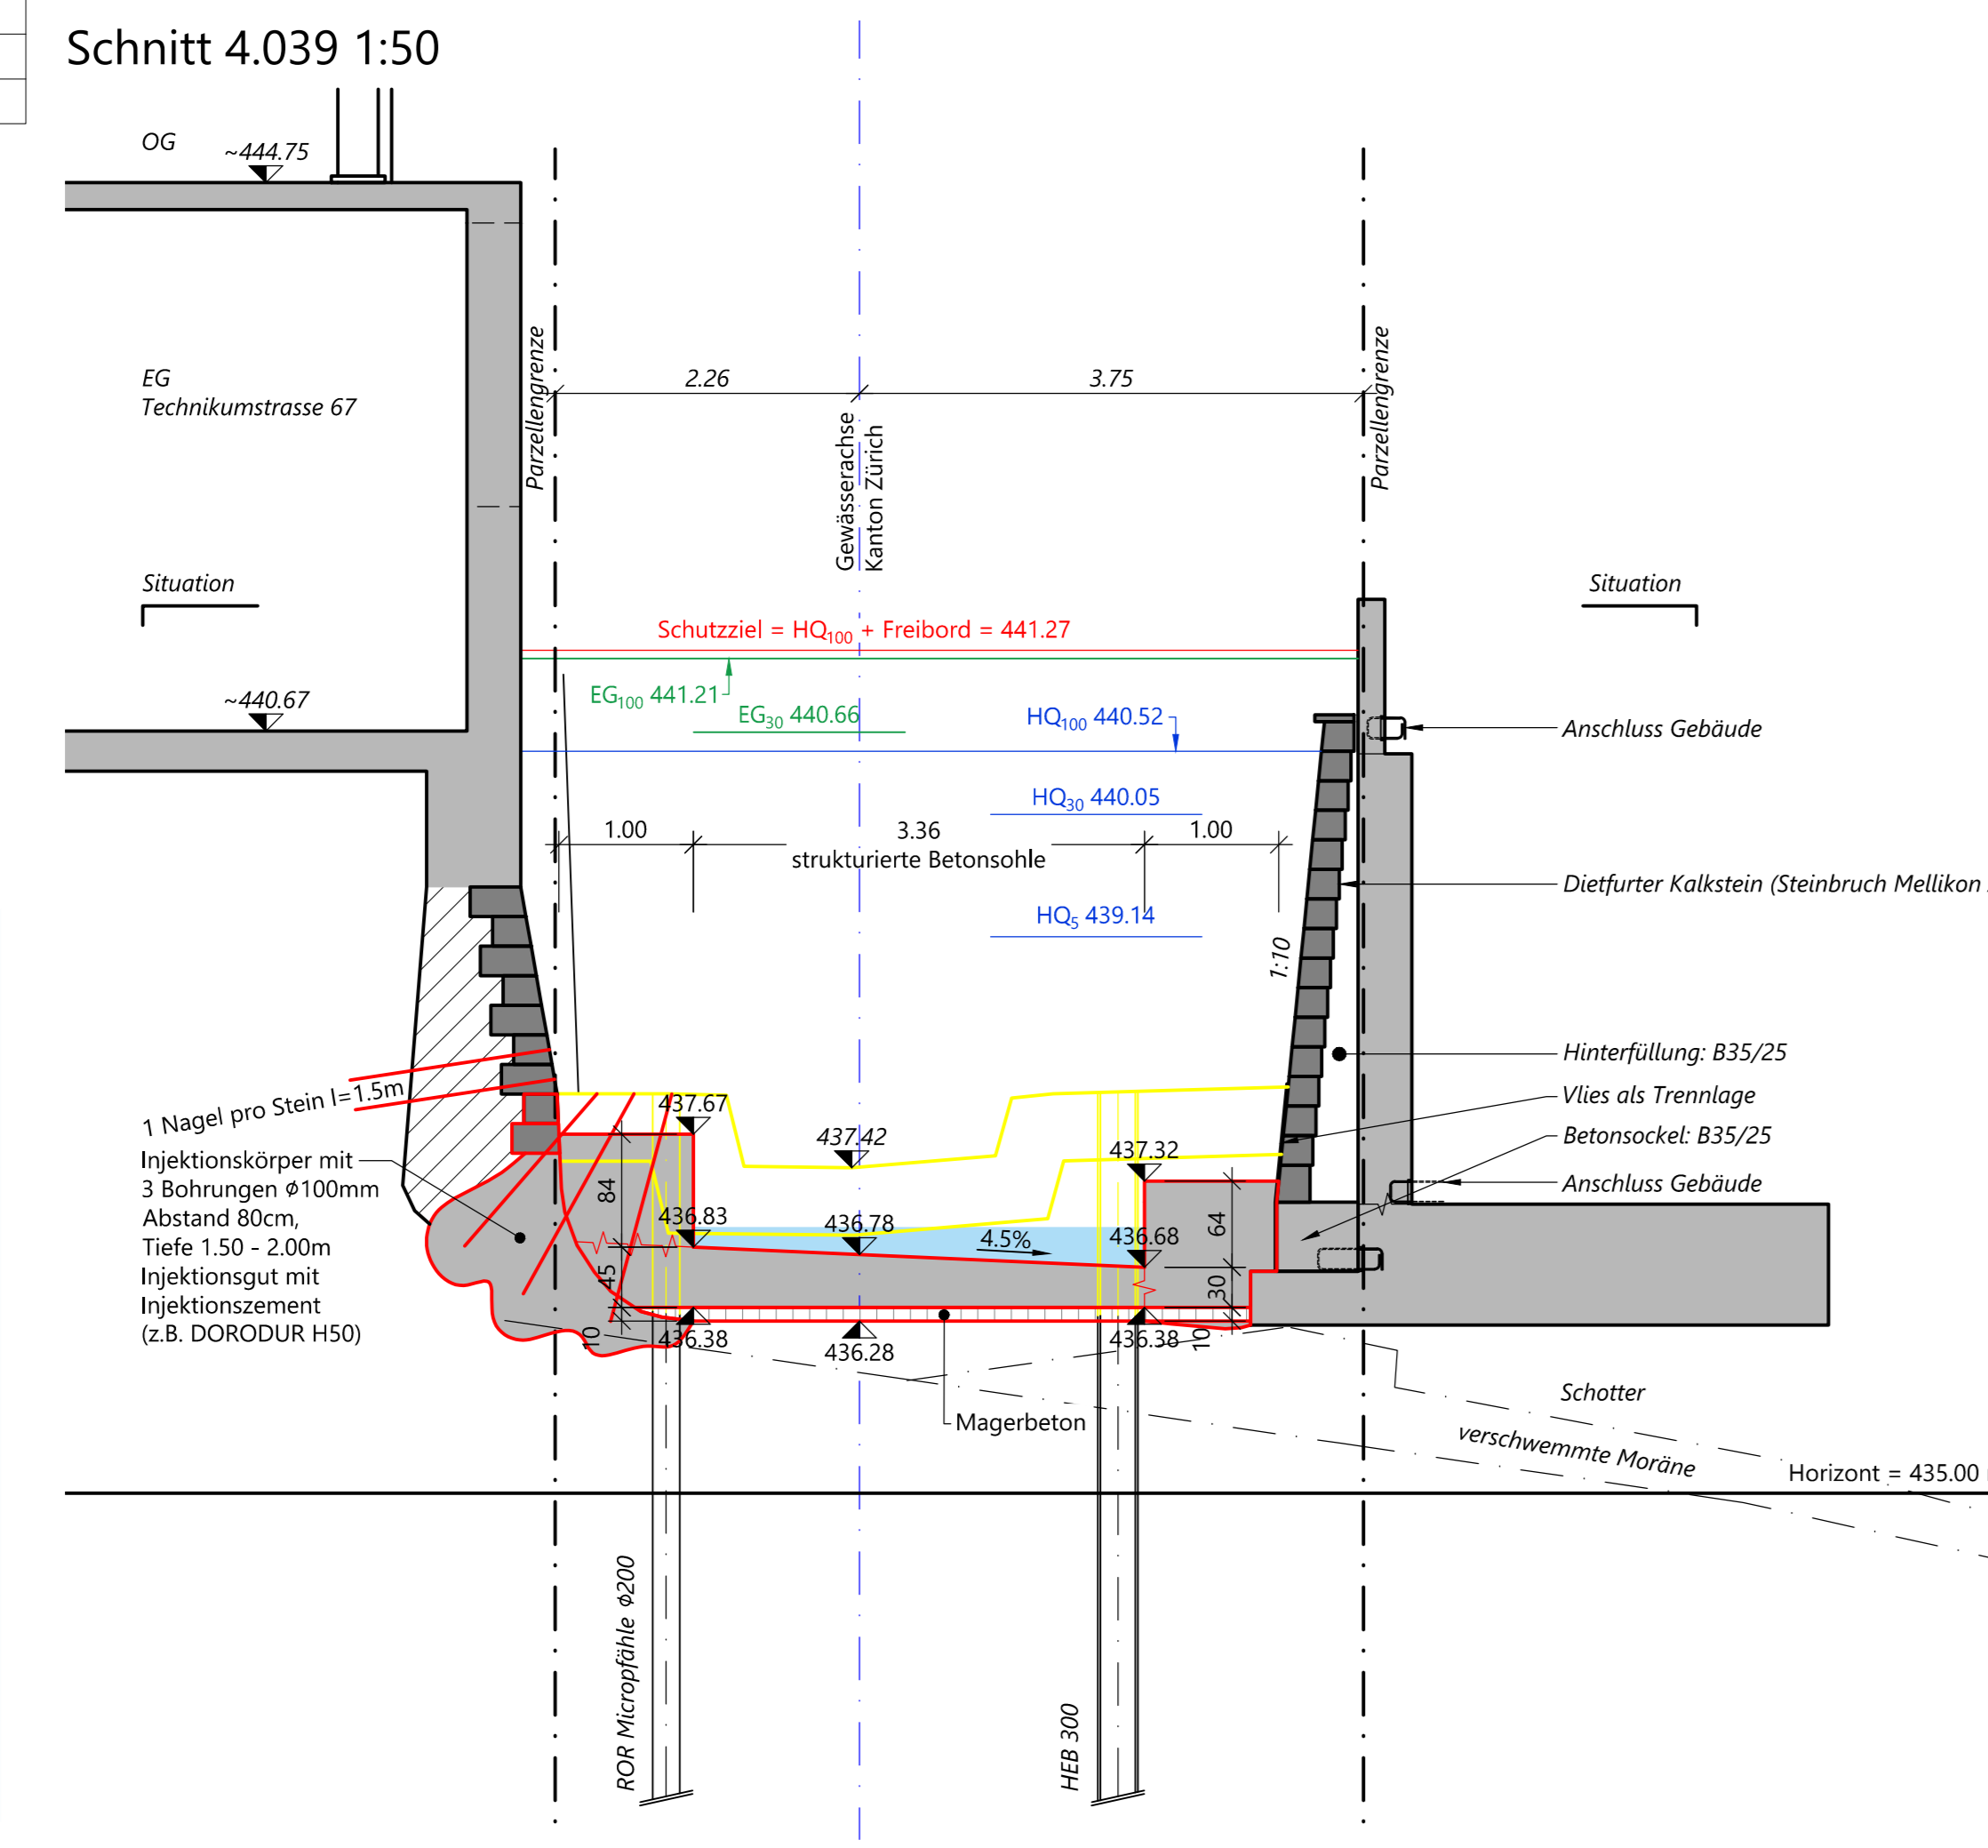 Schnitt 4.039 1:50
OG
~444.75
EG
Technikumstrasse 67
Parzellengrenze
2.26
3.75
Parzellengrenze
Gewässerachse
Kanton Zürich
Situation
Situation
Schutzziel = HQ100 + Freibord = 441.27
~440.67
EG100 441.21
EG30 440.66
HQ100 440.52
Anschluss Gebäude
HQ30 440.05
1.00
3.36
1.00
strukturierte Betonsohle
Dietfurter Kalkstein (Steinbruch Mellikon
HQ5 439.14
1:10
Hinterfüllung: B35/25
1 Nagel pro Stein l=1.5m
Vlies als Trennlage
437.67
437.42
437.32
Betonsockel: B35/25
Injektionskörper mit
3 Bohrungen ϕ100mm
Abstand 80cm,
Tiefe 1.50 - 2.00m
Injektionsgut mit
Injektionszement
(z.B. DORODUR H50)
Anschluss Gebäude
84
436.83
436.78
4.5%
436.68
64
45
30
10
436.38
436.28
436.38
10
Magerbeton
Schotter
verschwemmte Moräne
Horizont = 435.00
ROR Micropfähle ϕ200
HEB 300